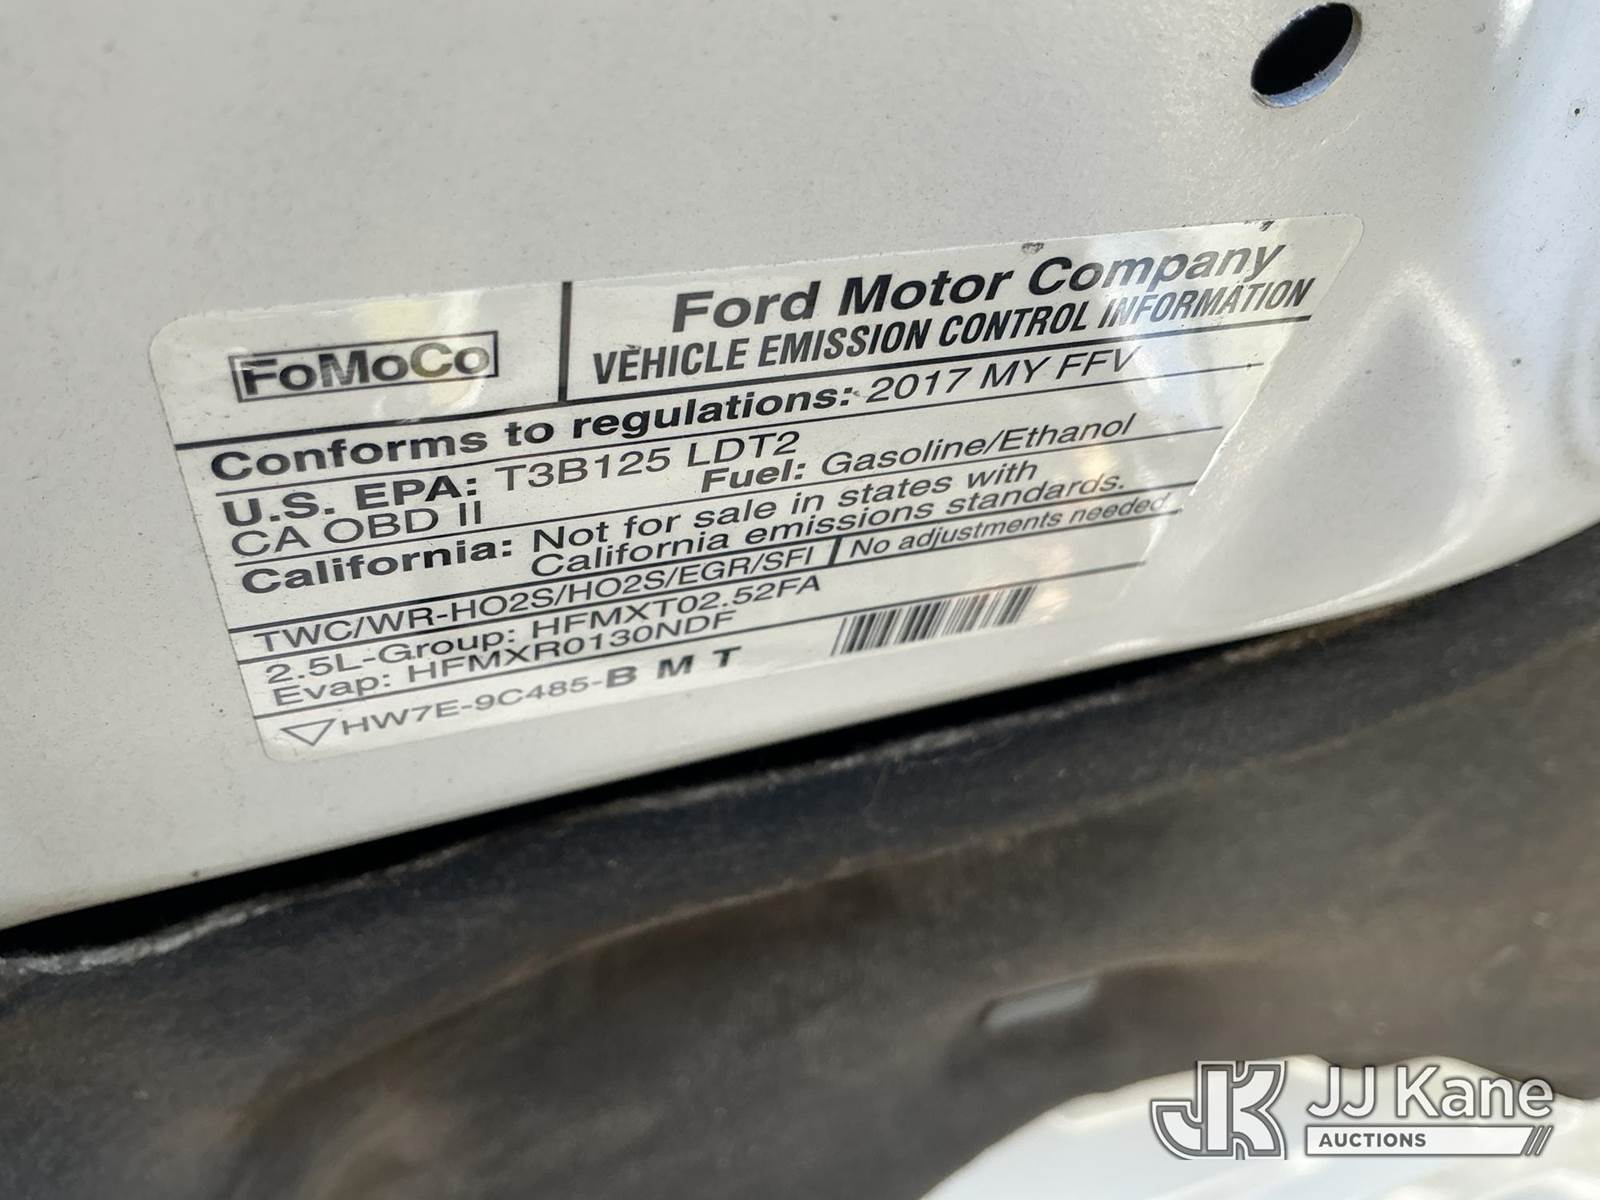 FoMoCo
Ford Motor Company
VEHICLE EMISSION CONTROL INFORMATION
Conforms to regulations: 2017 MY FFV
U.S. EPA: T3B125 LDT2
CA OBD II Fuel: Gasoline/Ethanol
California: Not for sale in states with
California emissions standards.
TWC/WR-HO2S/HO2S/EGR/SFI No adjustments needed
2.5L-Group: HFMXT02.52FA
Evap: HFMXR0130NDF
HW7E-9C485-B M T
JK JJ Kane
AUCTIONS